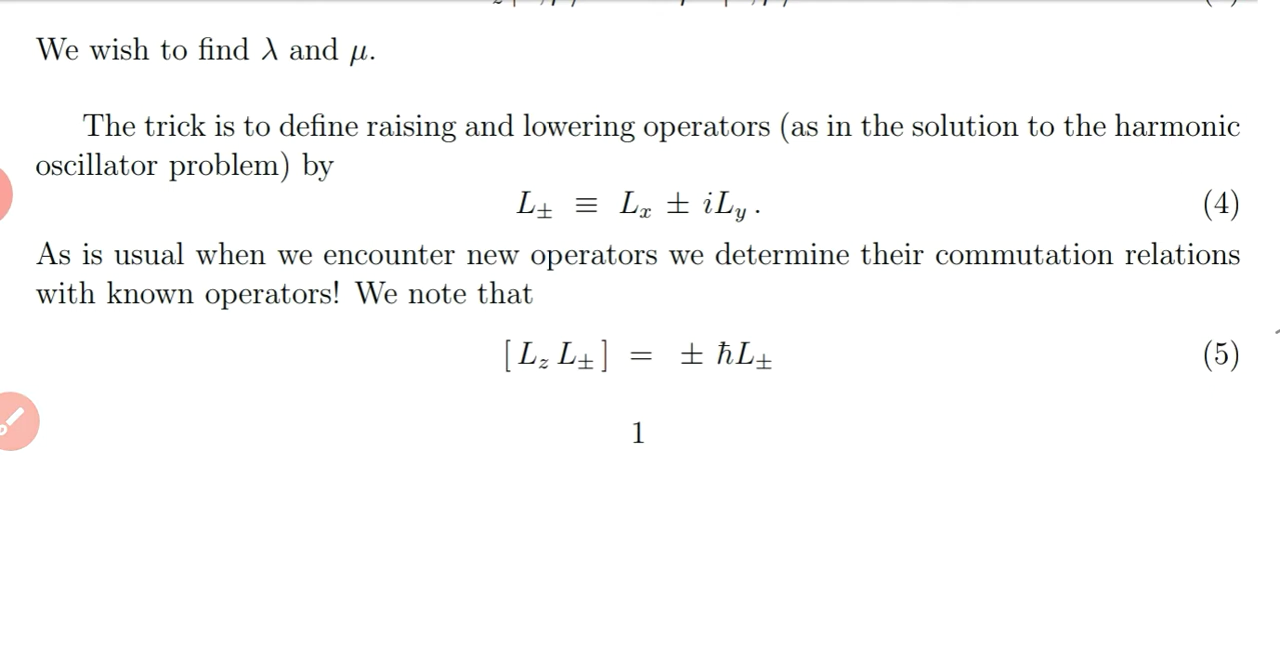 We wish to find λ and μ.
The trick is to define raising and lowering operators (as in the solution to the harmonic
oscillator problem) by
L± ≡ Lₓ ± iL_y . (4)
As is usual when we encounter new operators we determine their commutation relations
with known operators! We note that
[ L_z L± ] = ± ℏL± (5)
1